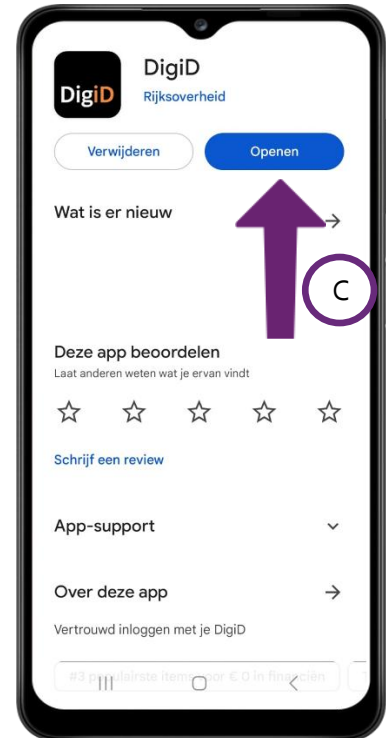 DigiD
DigiD
Rijksoverheid
Verwijderen
Openen
Wat is er nieuw
C
Deze app beoordelen
Laat anderen weten wat je ervan vindt
Schrijf een review
App-support
Over deze app
Vertrouwd inloggen met je DigiD
#3 populairste items voor € 0 in financiën